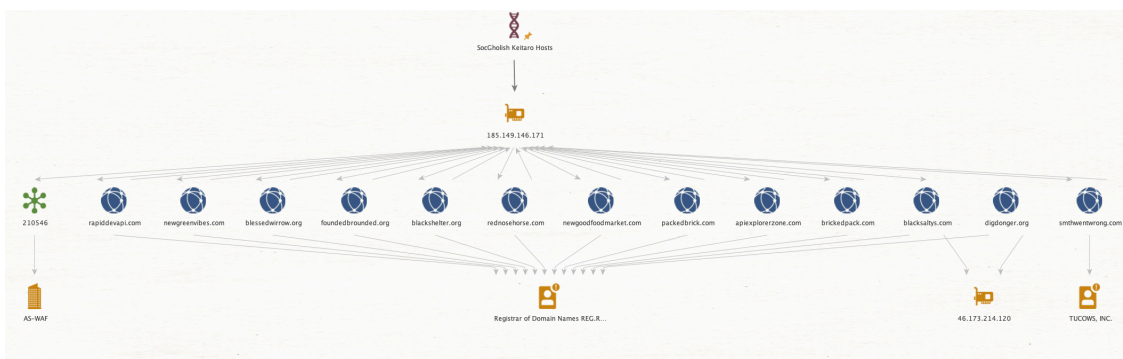 SocGholish Keitaro Hosts
185.149.146.171
210546
rapiddevapi.com
newgreenvibes.com
blessedwirrow.org
foundedbrounded.org
blackshelter.org
rednosehorse.com
newgoodfoodmarket.com
packedbrick.com
apiexplorerzone.com
brickedpack.com
blacksaltys.com
digdonger.org
smthwentwrong.com
AS-WAF
Registrar of Domain Names REG.R...
46.173.214.120
TUCOWS, INC.